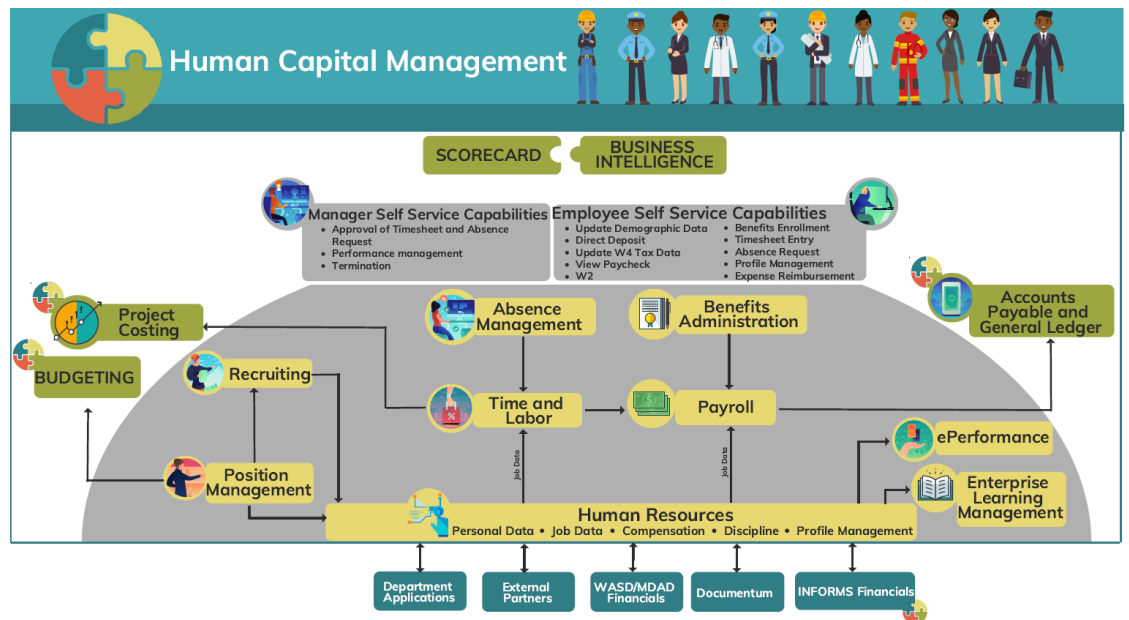 Human Capital Management
SCORECARD
BUSINESS
INTELLIGENCE
Manager Self Service Capabilities
• Approval of Timesheet and Absence
Request
• Performance management
• Termination
Employee Self Service Capabilities
• Update Demographic Data
• Direct Deposit
• Update W4 Tax Data
• View Paycheck
• W2
• Benefits Enrollment
• Timesheet Entry
• Absence Request
• Profile Management
• Expense Reimbursement
Project
Costing
Absence
Management
Benefits
Administration
Accounts
Payable and
General Ledger
BUDGETING
Recruiting
Time and
Labor
Payroll
ePerformance
Position
Management
Job Data
Job Data
Enterprise
Learning
Management
Human Resources
Personal Data • Job Data • Compensation • Discipline • Profile Management
Department
Applications
External
Partners
WASD/MDAD
Financials
Documentum
INFORMS Financials